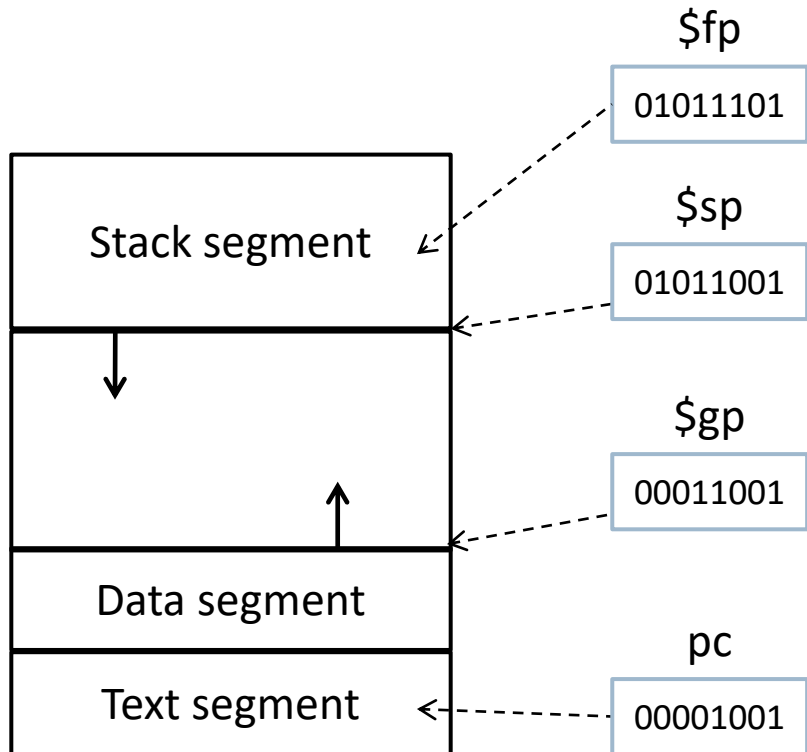 $fp
01011101
Stack segment
$sp
01011001
$gp
00011001
Data segment
pc
Text segment
00001001